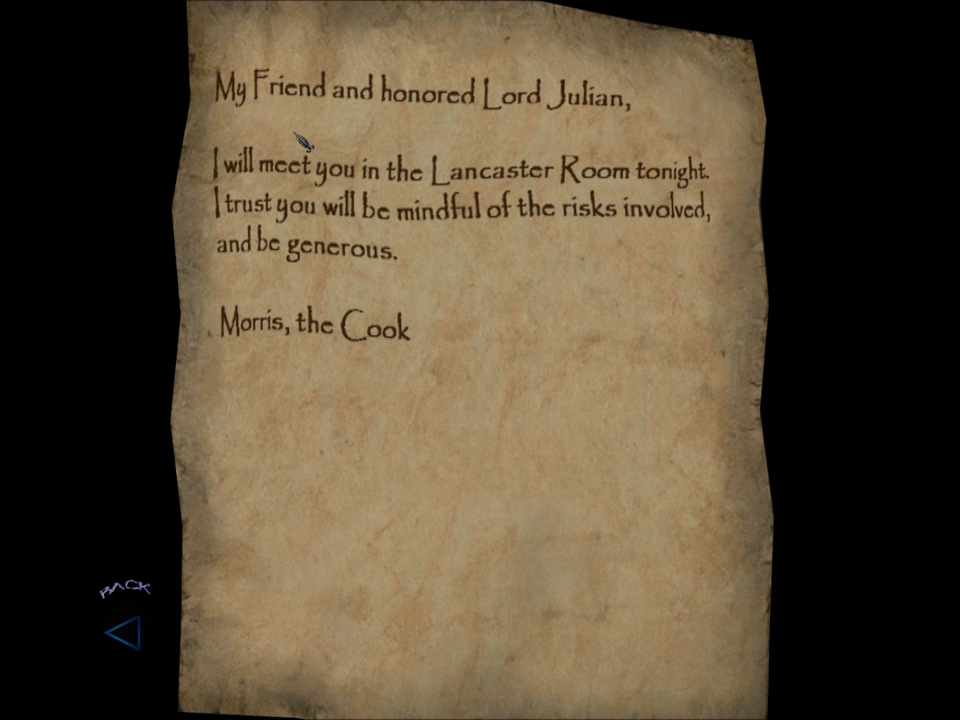 My Friend and honored Lord Julian,
I will meet you in the Lancaster Room tonight.
I trust you will be mindful of the risks involved,
and be generous.
Morris, the Cook
BACK